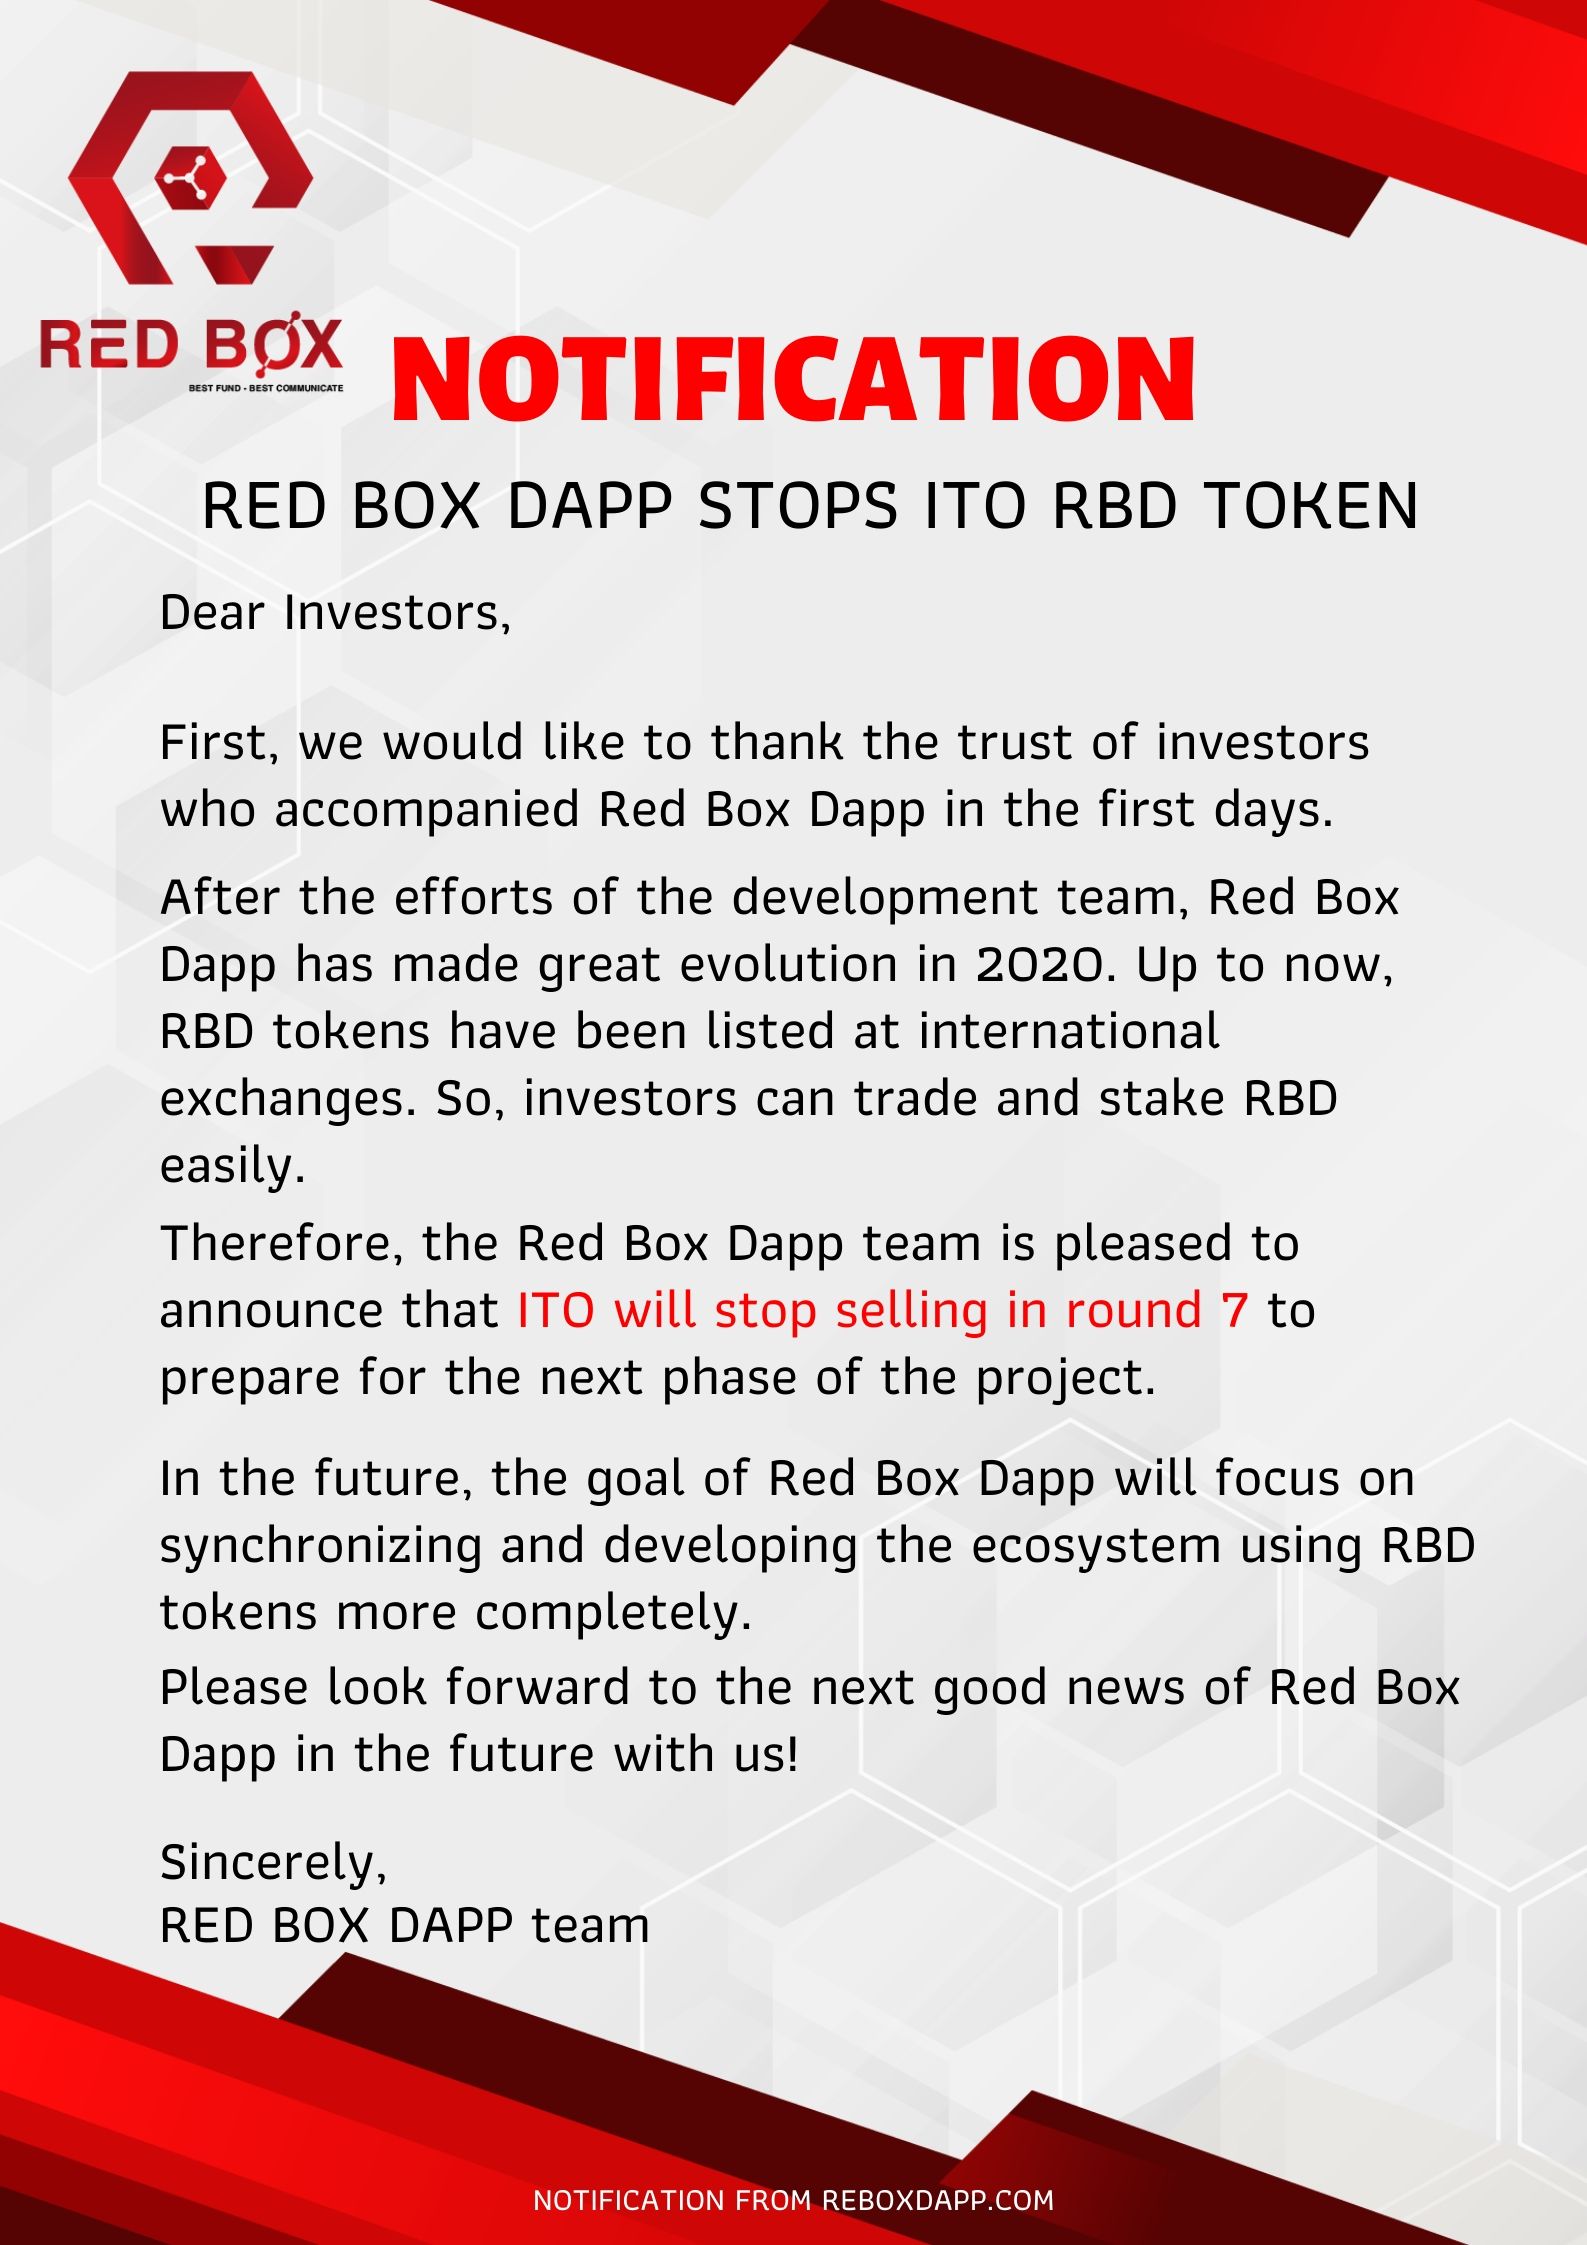 RED BOX
BEST FUND - BEST COMMUNICATE
NOTIFICATION
RED BOX DAPP STOPS ITO RBD TOKEN
Dear Investors,
First, we would like to thank the trust of investors
who accompanied Red Box Dapp in the first days.
After the efforts of the development team, Red Box
Dapp has made great evolution in 2020. Up to now,
RBD tokens have been listed at international
exchanges. So, investors can trade and stake RBD
easily.
Therefore, the Red Box Dapp team is pleased to
announce that ITO will stop selling in round 7 to
prepare for the next phase of the project.
In the future, the goal of Red Box Dapp will focus on
synchronizing and developing the ecosystem using RBD
tokens more completely.
Please look forward to the next good news of Red Box
Dapp in the future with us!
Sincerely,
RED BOX DAPP team
NOTIFICATION FROM REBOXDAPP.COM